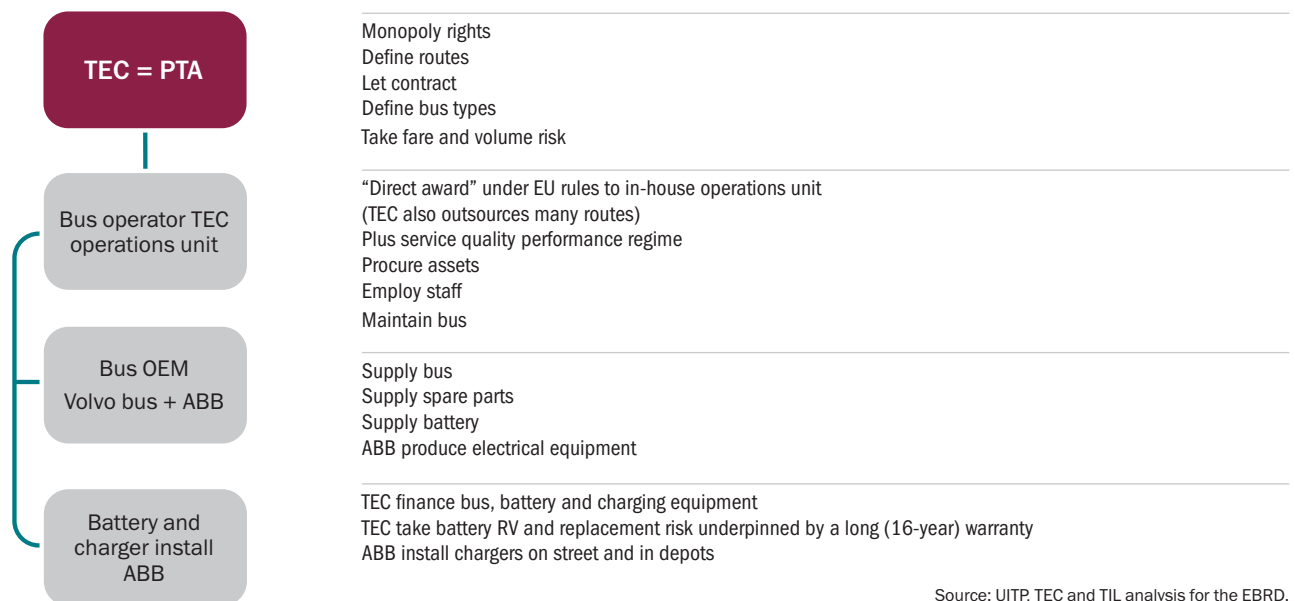 TEC = PTA
Monopoly rights
Define routes
Let contract
Define bus types
Take fare and volume risk
Bus operator TEC
operations unit
“Direct award” under EU rules to in-house operations unit
(TEC also outsources many routes)
Plus service quality performance regime
Procure assets
Employ staff
Maintain bus
Bus OEM
Volvo bus + ABB
Supply bus
Supply spare parts
Supply battery
ABB produce electrical equipment
Battery and
charger install
ABB
TEC finance bus, battery and charging equipment
TEC take battery RV and replacement risk underpinned by a long (16-year) warranty
ABB install chargers on street and in depots
Source: UITP, TEC and TIL analysis for the EBRD.